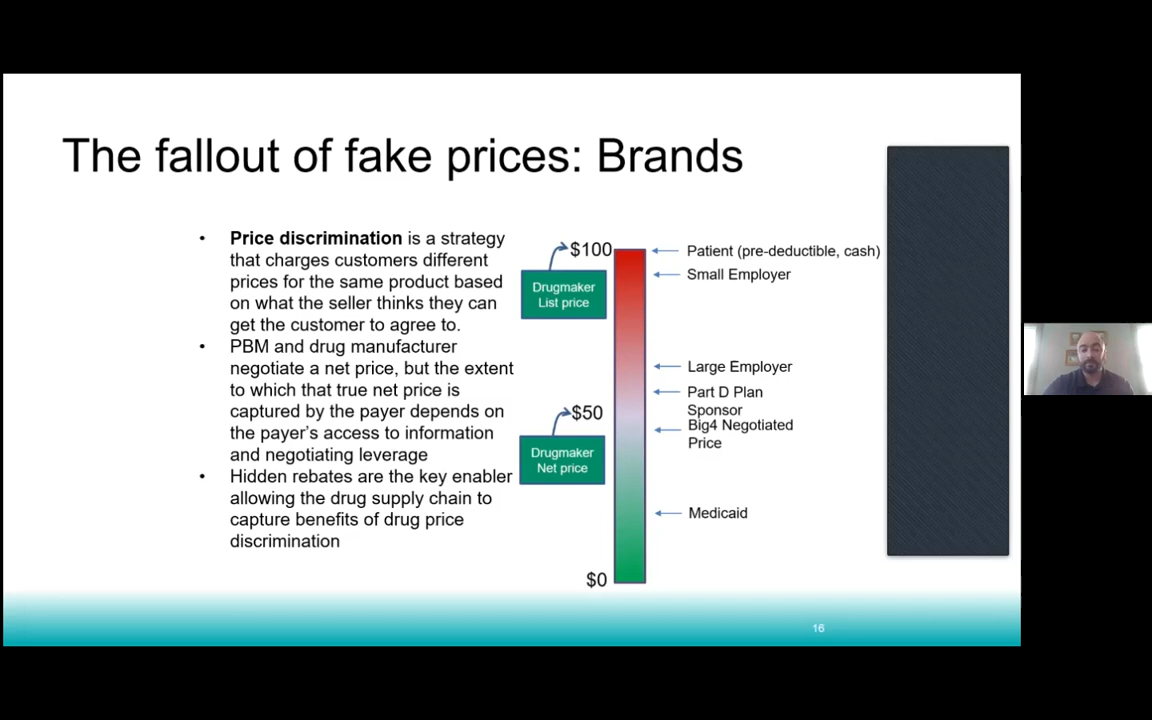 The fallout of fake prices: Brands
• Price discrimination is a strategy
that charges customers different
prices for the same product based
on what the seller thinks they can
get the customer to agree to.
• PBM and drug manufacturer
negotiate a net price, but the extent
to which that true net price is
captured by the payer depends on
the payer's access to information
and negotiating leverage
• Hidden rebates are the key enabler
allowing the drug supply chain to
capture benefits of drug price
discrimination
$100
Drugmaker
List price
$50
Drugmaker
Net price
$0
Patient (pre-deductible, cash)
Small Employer
Large Employer
Part D Plan
Sponsor
Big4 Negotiated
Price
Medicaid
16